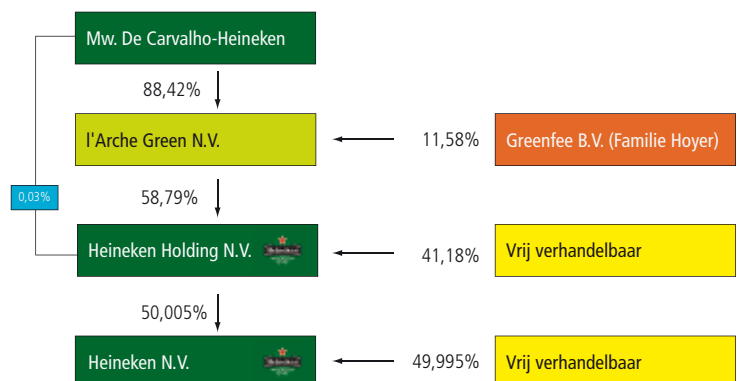 Mw. De Carvalho-Heineken
88,42%
l'Arche Green N.V.
11,58%
Greenfee B.V. (Familie Hoyer)
0,03%
58,79%
Heineken Holding N.V.
41,18%
Vrij verhandelbaar
50,005%
Heineken N.V.
49,995%
Vrij verhandelbaar